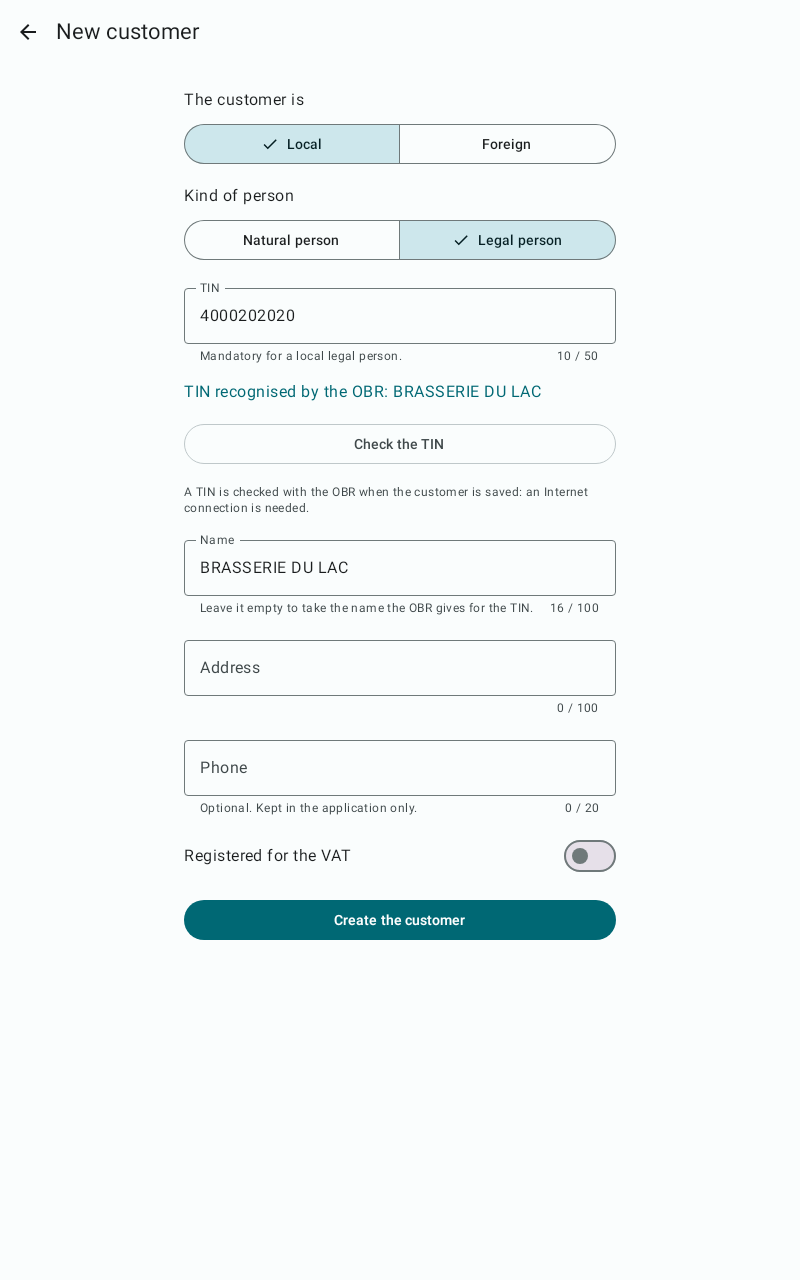 New customer
The customer is
Local
Foreign
Kind of person
Natural person
Legal person
TIN
4000202020
Mandatory for a local legal person.
10 / 50
TIN recognised by the OBR: BRASSERIE DU LAC
Check the TIN
A TIN is checked with the OBR when the customer is saved: an Internet
connection is needed.
Name
BRASSERIE DU LAC
Leave it empty to take the name the OBR gives for the TIN.
16 / 100
Address
0 / 100
Phone
Optional. Kept in the application only.
0 / 20
Registered for the VAT
Create the customer